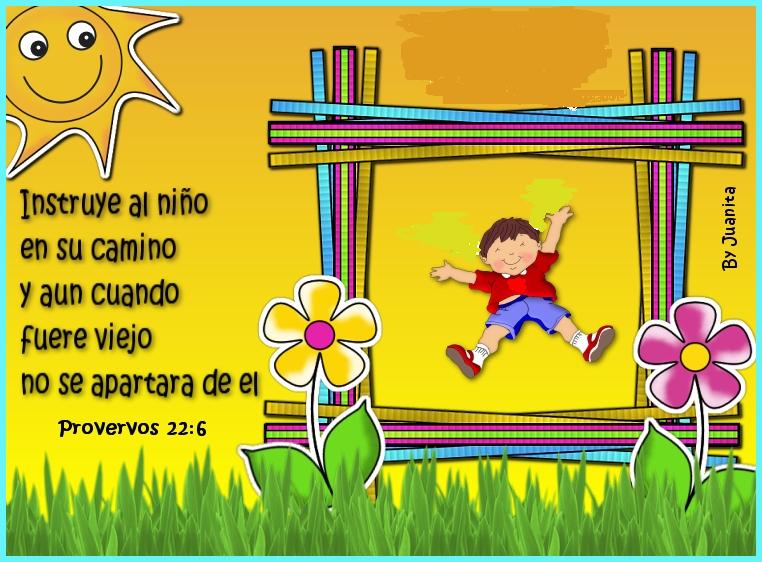 Instruye al niño
en su camino
y aun cuando
fuere viejo
no se apartara de el
Provervos 22:6
By Juanita